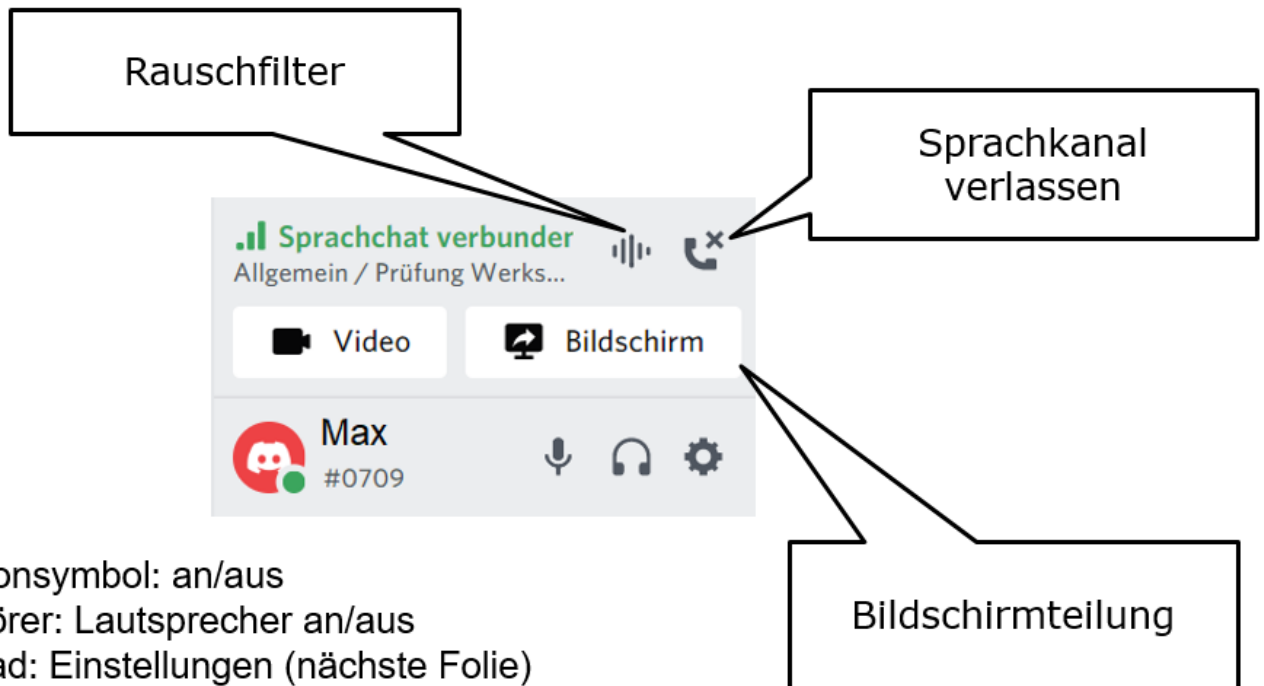 Rauschfilter
Sprachkanal
verlassen
Sprachchat verbunder
Allgemein / Prüfung Werks...
Video
Bildschirm
Max
#0709
onsymbol: an/aus
örer: Lautsprecher an/aus
ad: Einstellungen (nächste Folie)
Bildschirmteilung